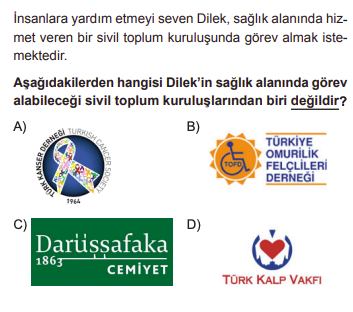 İnsanlara yardım etmeyi seven Dilek, sağlık alanında hiz-
met veren bir sivil toplum kuruluşunda görev almak iste-
mektedir.
Aşağıdakilerden hangisi Dilek'in sağlık alanında görev
alabileceği sivil toplum kuruluşlarından biri değildir?
A)
TÜRK KANSER DERNEĞİ TURKISH CANCER SOCIETY
1964
B)
TOFD
TÜRKİYE
OMURİLİK
FELÇLİLERİ
DERNEĞİ
C)
Darüşşafaka
1863
CEMİYET
D)
TÜRK KALP VAKFI